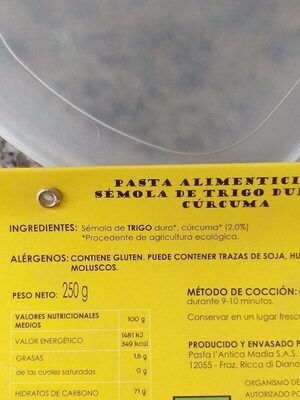 PASTA ALIMENTICI
SÉMOLA DE TRIGO DU
CÚRCUMA
INGREDIENTES: Sémola de TRIGO duro*, cúrcuma* (2,0%)
*Procedente de agricultura ecológica.
ALÉRGENOS: CONTIENE GLUTEN. PUEDE CONTENER TRAZAS DE SOJA, HU
MOLUSCOS.
PESO NETO: 250 g
MÉTODO DE COCCIÓN:
durante 9-10 minutos.
VALORES NUTRICIONALES
MEDIOS 100 g
VALOR ENERGÉTICO 1481 kJ
349 kcal
GRASAS 1,6 g
de las cuales saturadas 0 g
HIDRATOS DE CARBONO 71 g
Conservar en un lugar fresc
PRODUCIDO Y ENVASADO P
Pasta l'Antica Madia S.A.S.
12055 - Fraz. Ricca di Diano
ORGANISMO DE
AUTORIZADO PO